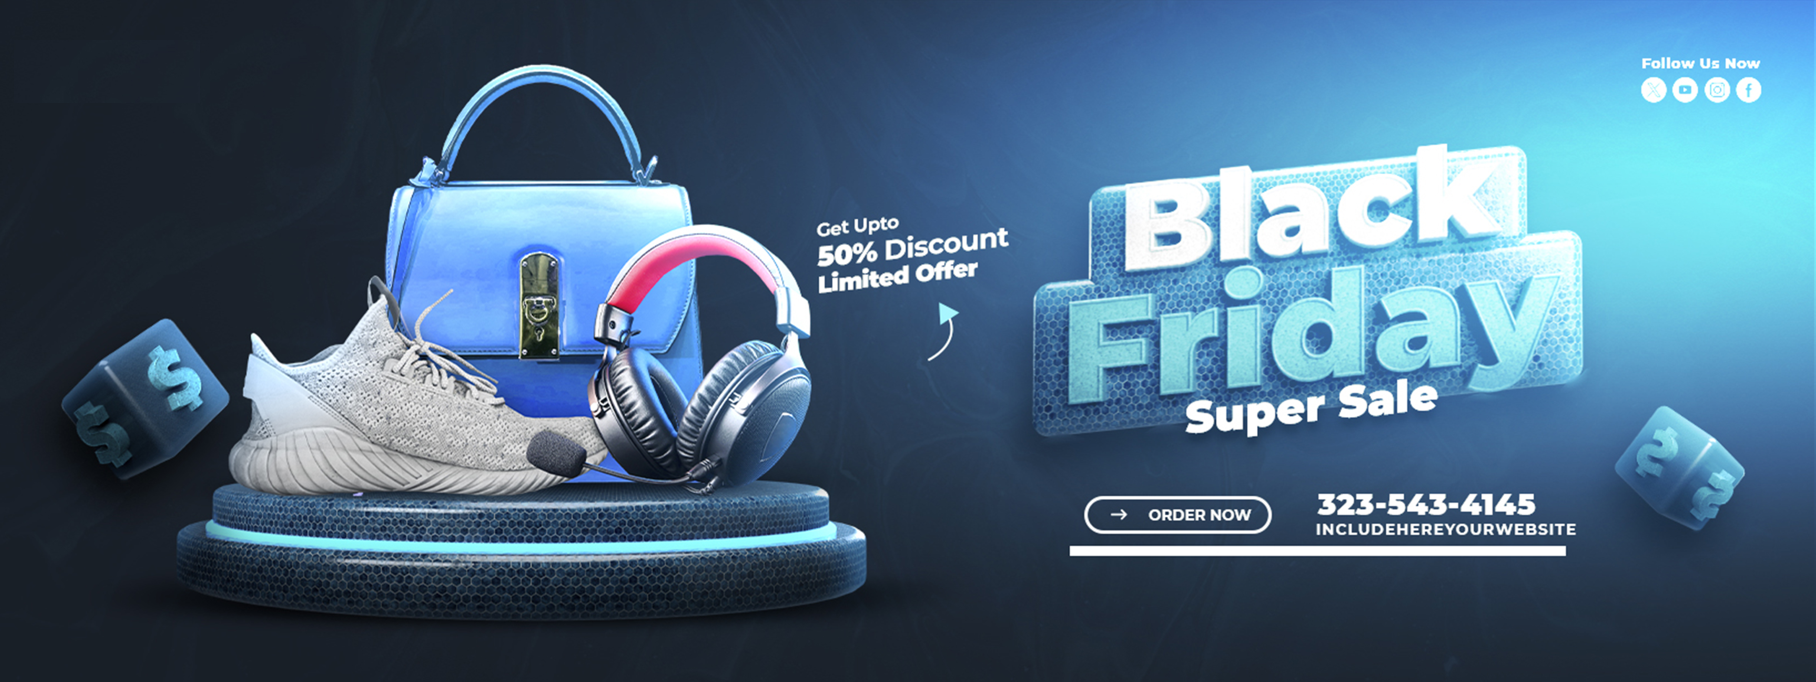 Follow Us Now
Get Upto
50% Discount
Limited Offer
Black
Friday
Super Sale
ORDER NOW
323-543-4145
INCLUDEHEREYOURWEBSITE
$ $
$ $